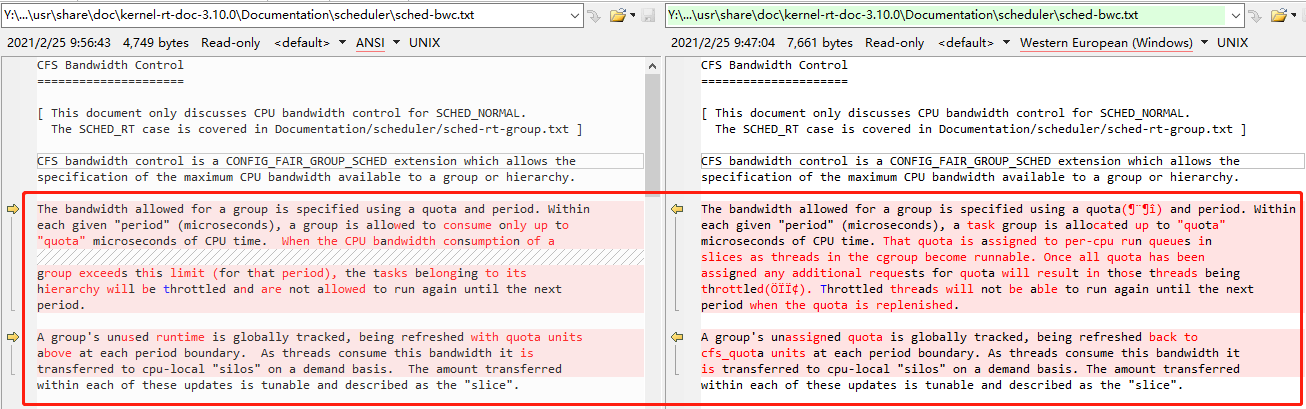 Y:\...\usr\share\doc\kernel-rt-doc-3.10.0\Documentation\scheduler\sched-bwc.txt
2021/2/25 9:56:43 4,749 bytes Read-only <default> ANSI UNIX
CFS Bandwidth Control
=====================
[ This document only discusses CPU bandwidth control for SCHED_NORMAL.
The SCHED_RT case is covered in Documentation/scheduler/sched-rt-group.txt ]
CFS bandwidth control is a CONFIG_FAIR_GROUP_SCHED extension which allows the
specification of the maximum CPU bandwidth available to a group or hierarchy.
The bandwidth allowed for a group is specified using a quota and period. Within
each given "period" (microseconds), a group is allowed to consume only up to
"quota" microseconds of CPU time.  When the CPU bandwidth consumption of a
group exceeds this limit (for that period), the tasks belonging to its
hierarchy will be throttled and are not allowed to run again until the next
period.
A group's unused runtime is globally tracked, being refreshed with quota units
above at each period boundary.  As threads consume this bandwidth it is
transferred to cpu-local "silos" on a demand basis.  The amount transferred
within each of these updates is tunable and described as the "slice".
Y:\...\usr\share\doc\kernel-rt-doc-3.10.0\Documentation\scheduler\sched-bwc.txt
2021/2/25 9:47:04 7,661 bytes Read-only <default> Western European (Windows) UNIX
CFS Bandwidth Control
=====================
[ This document only discusses CPU bandwidth control for SCHED_NORMAL.
The SCHED_RT case is covered in Documentation/scheduler/sched-rt-group.txt ]
CFS bandwidth control is a CONFIG_FAIR_GROUP_SCHED extension which allows the
specification of the maximum CPU bandwidth available to a group or hierarchy.
The bandwidth allowed for a group is specified using a quota(¶¨¶î) and period. Within
each given "period" (microseconds), a task group is allocated up to "quota"
microseconds of CPU time. That quota is assigned to per-cpu run queues in
slices as threads in the cgroup become runnable. Once all quota has been
assigned any additional requests for quota will result in those threads being
throttled(ÖÏÏ¢). Throttled threads will not be able to run again until the next
period when the quota is replenished.
A group's unassigned quota is globally tracked, being refreshed back to
cfs_quota units at each period boundary. As threads consume this bandwidth it
is transferred to cpu-local "silos" on a demand basis. The amount transferred
within each of these updates is tunable and described as the "slice".